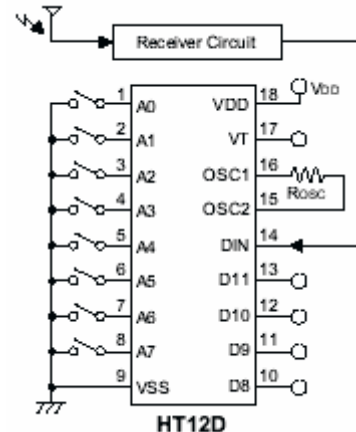 Receiver Circuit
1 A0 VDD 18 VDD
2 A1 VT 17
3 A2 OSC1 16
ROSC
4 A3 OSC2 15
5 A4 DIN 14
6 A5 D11 13
7 A6 D10 12
8 A7 D9 11
9 VSS D8 10
HT12D